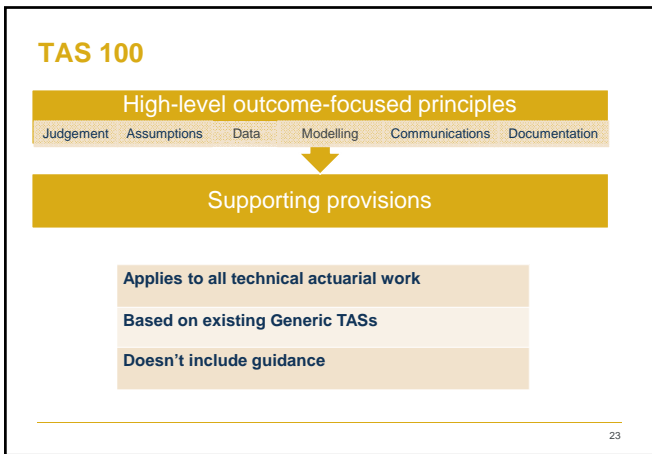 TAS 100
High-level outcome-focused principles
Judgement Assumptions Data Modelling Communications Documentation
Supporting provisions
Applies to all technical actuarial work
Based on existing Generic TASs
Doesn't include guidance
23